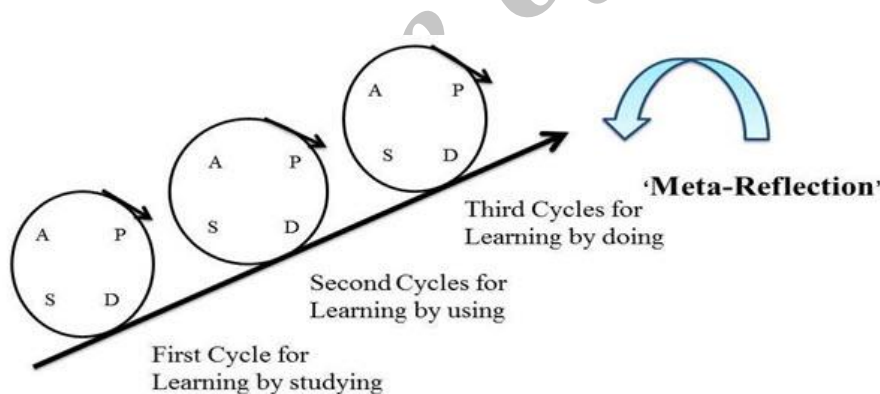 A P
S D
A P
S D
A P
S D
'Meta-Reflection'
Third Cycles for
Learning by doing
Second Cycles for
Learning by using
First Cycle for
Learning by studying